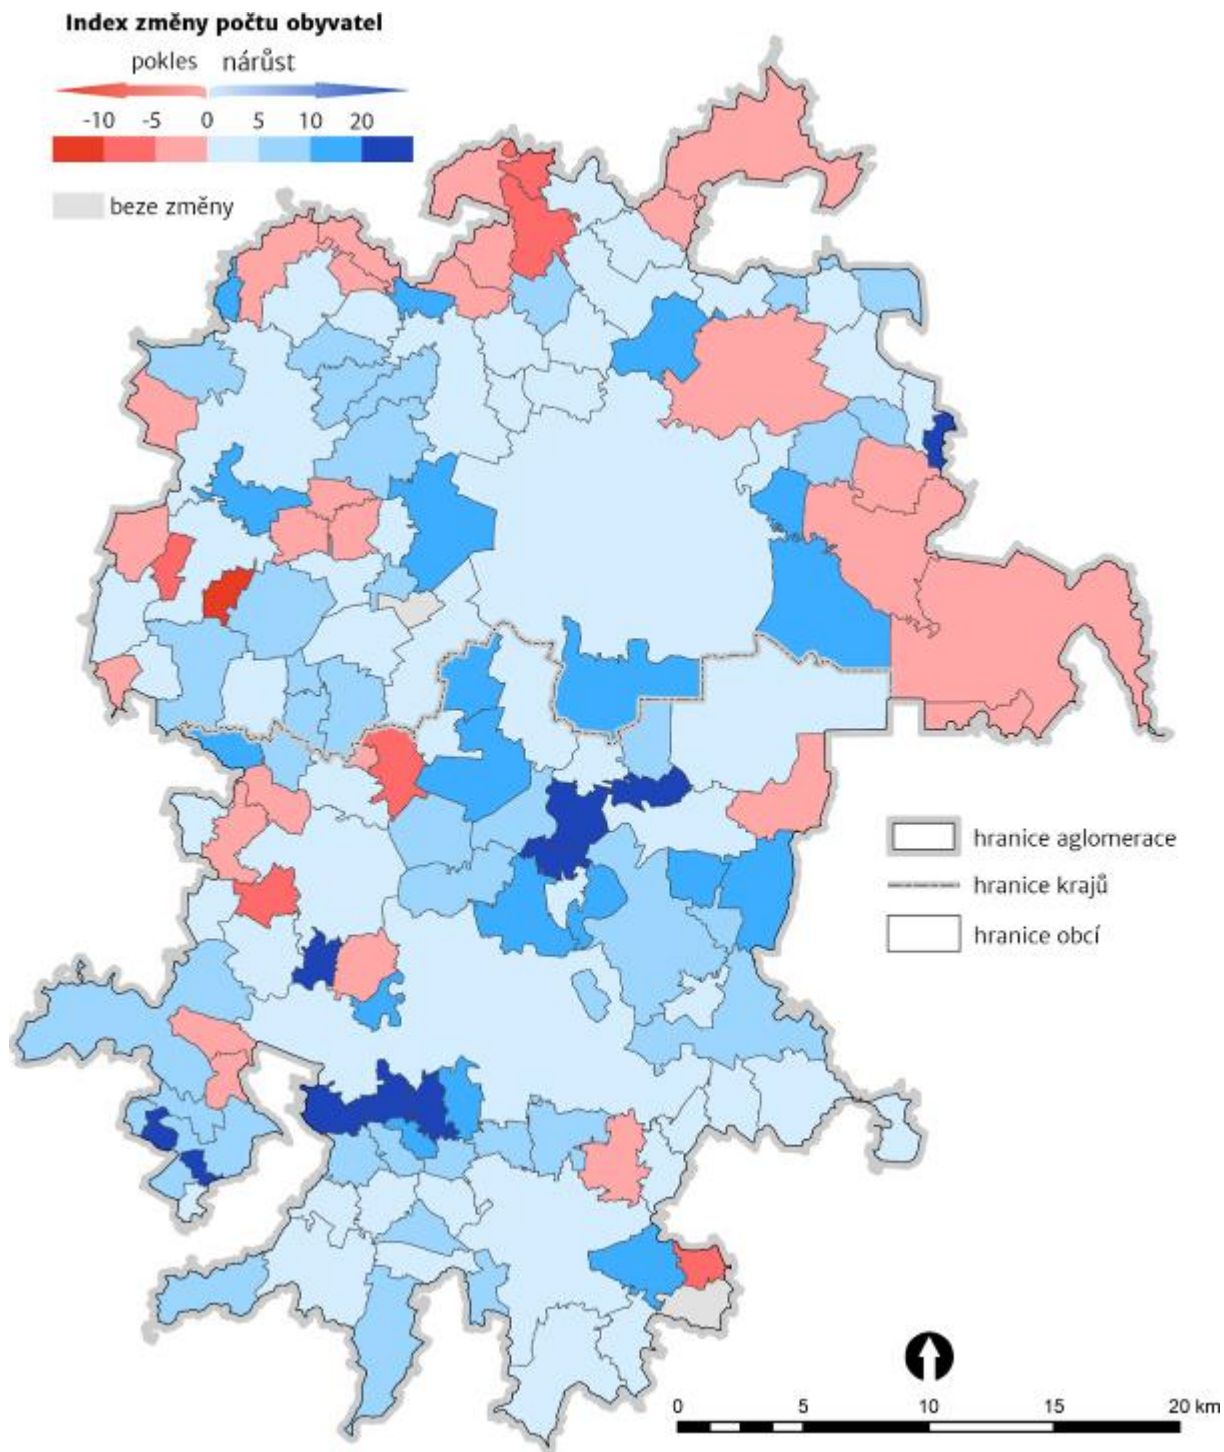 Index změny počtu obyvatel
pokles nárůst
-10 -5 0 5 10 20
beze změny
hranice aglomerace
hranice krajů
hranice obcí
0 5 10 15 20 km